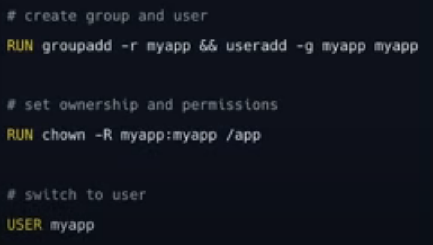 # create group and user
RUN groupadd -r myapp && useradd -g myapp myapp
# set ownership and permissions
RUN chown -R myapp:myapp /app
# switch to user
USER myapp